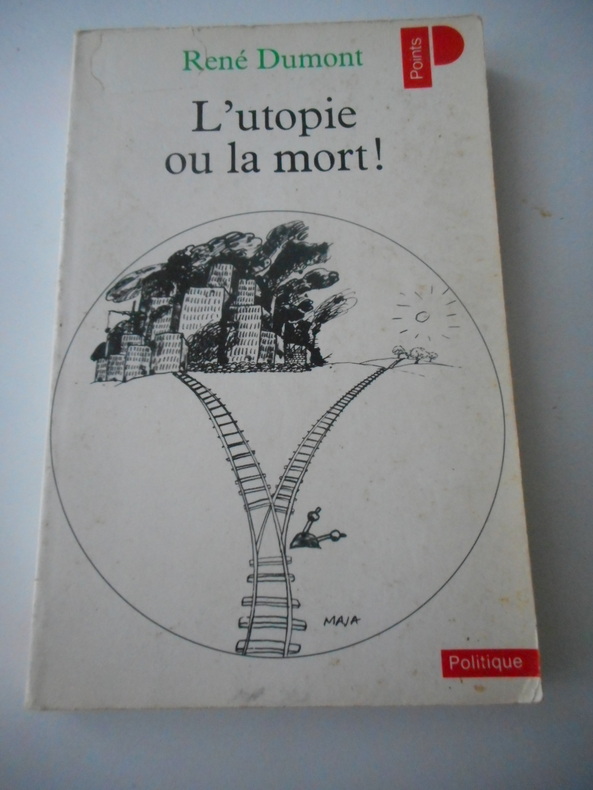 René Dumont
Points
L'utopie
ou la mort!
MAJA
Politique